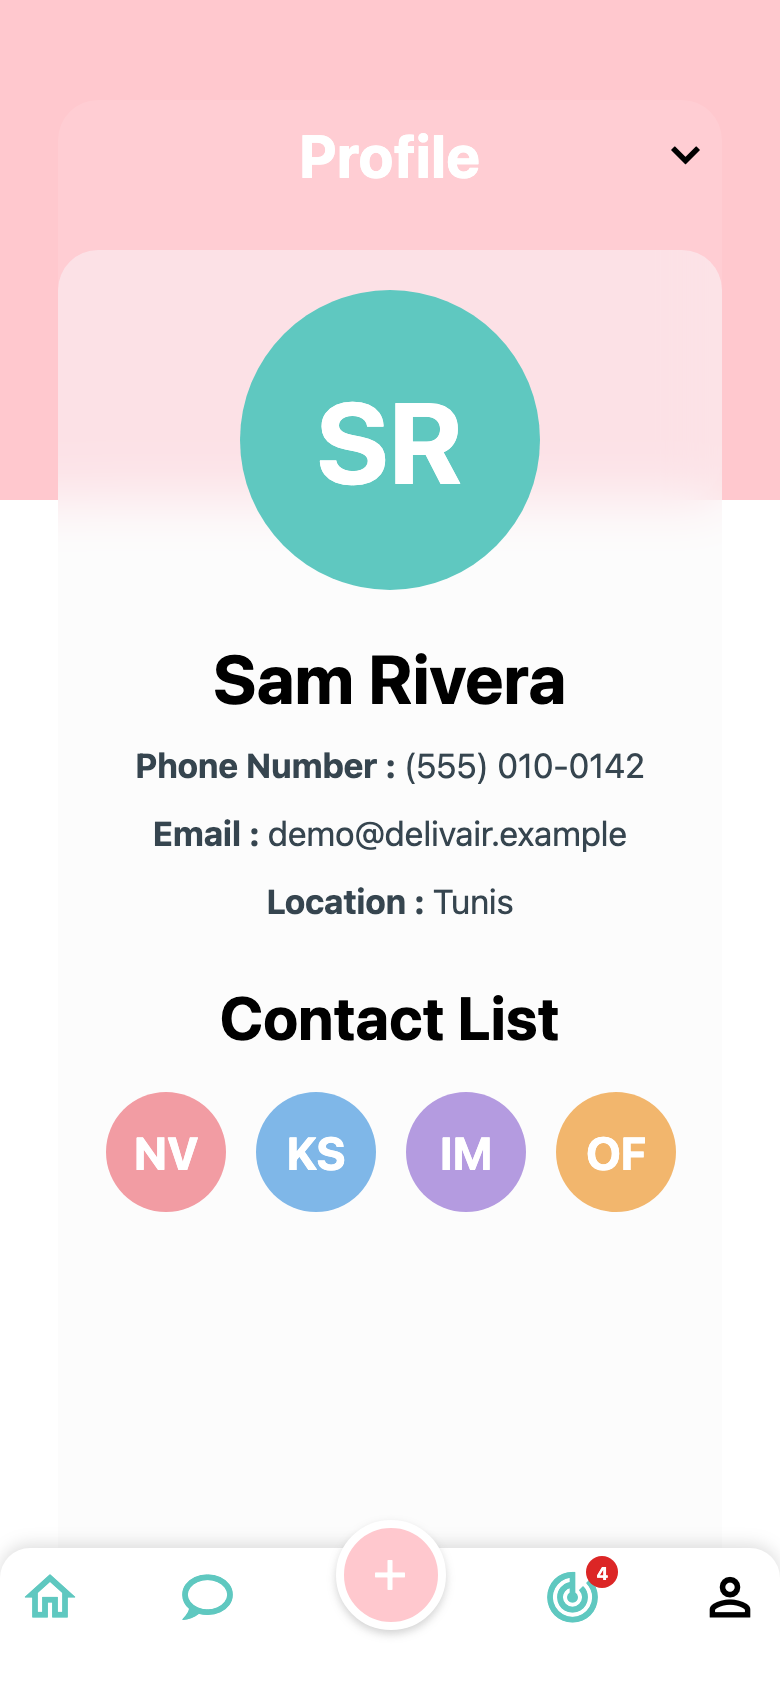 Profile
SR
Sam Rivera
Phone Number : (555) 010-0142
Email : demo@delivair.example
Location : Tunis
Contact List
NV KS IM OF
4